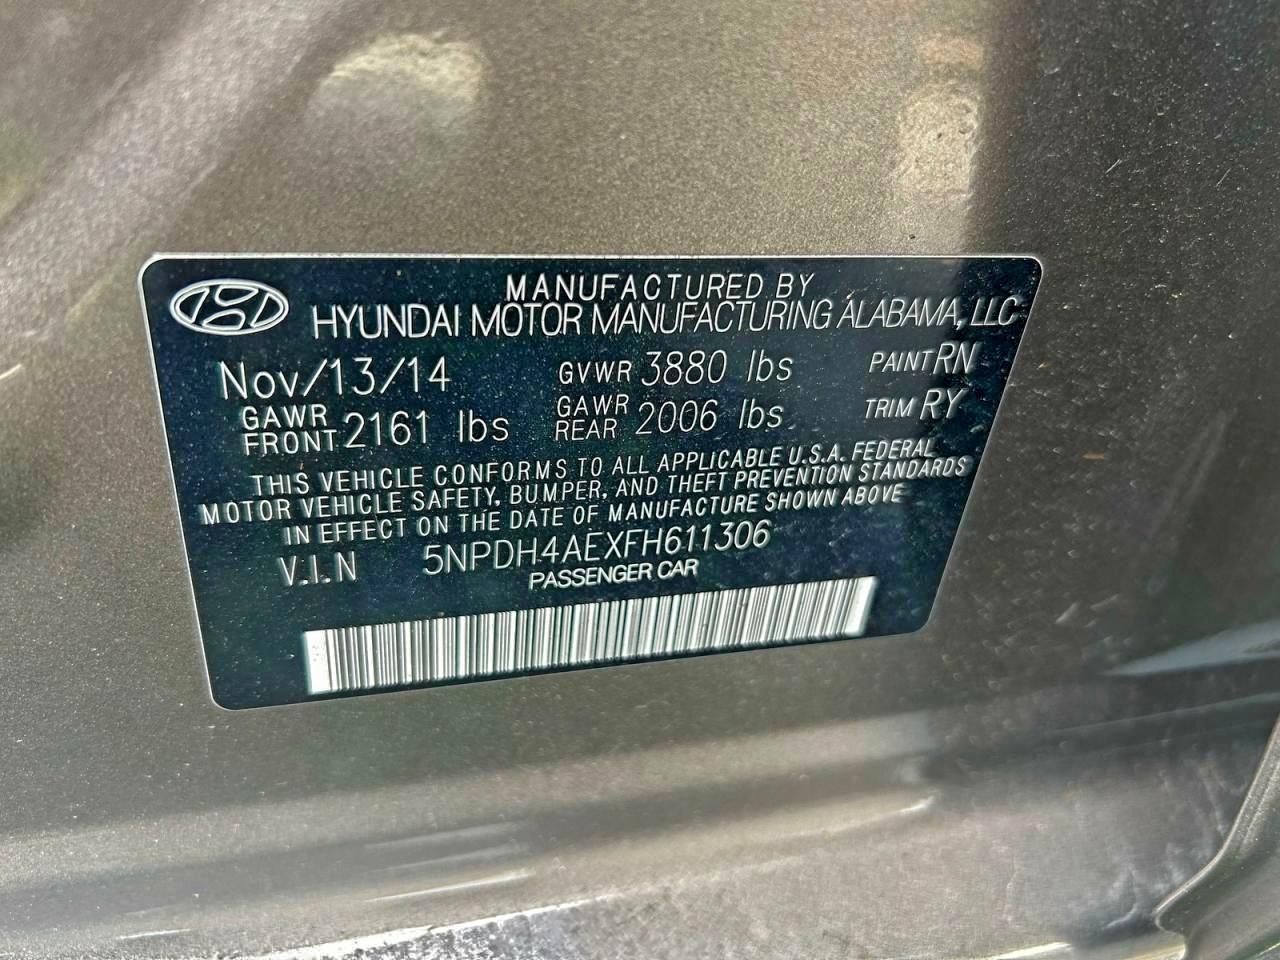 MANUFACTURED BY
HYUNDAI MOTOR MANUFACTURING ALABAMA, LLC
Nov/13/14 GVWR 3880 lbs PAINT RN
GAWR FRONT 2161 lbs GAWR REAR 2006 lbs TRIM RY
THIS VEHICLE CONFORMS TO ALL APPLICABLE U.S.A. FEDERAL
MOTOR VEHICLE SAFETY, BUMPER, AND THEFT PREVENTION STANDARDS
IN EFFECT ON THE DATE OF MANUFACTURE SHOWN ABOVE
V.I.N 5NPDH4AEXFH611306
PASSENGER CAR